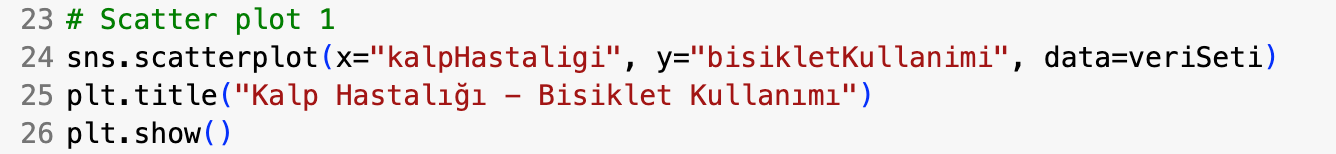 23 # Scatter plot 1
24 sns.scatterplot(x="kalpHastaligi", y="bisikletKullanimi", data=veriSeti)
25 plt.title("Kalp Hastalığı – Bisiklet Kullanımı")
26 plt.show()